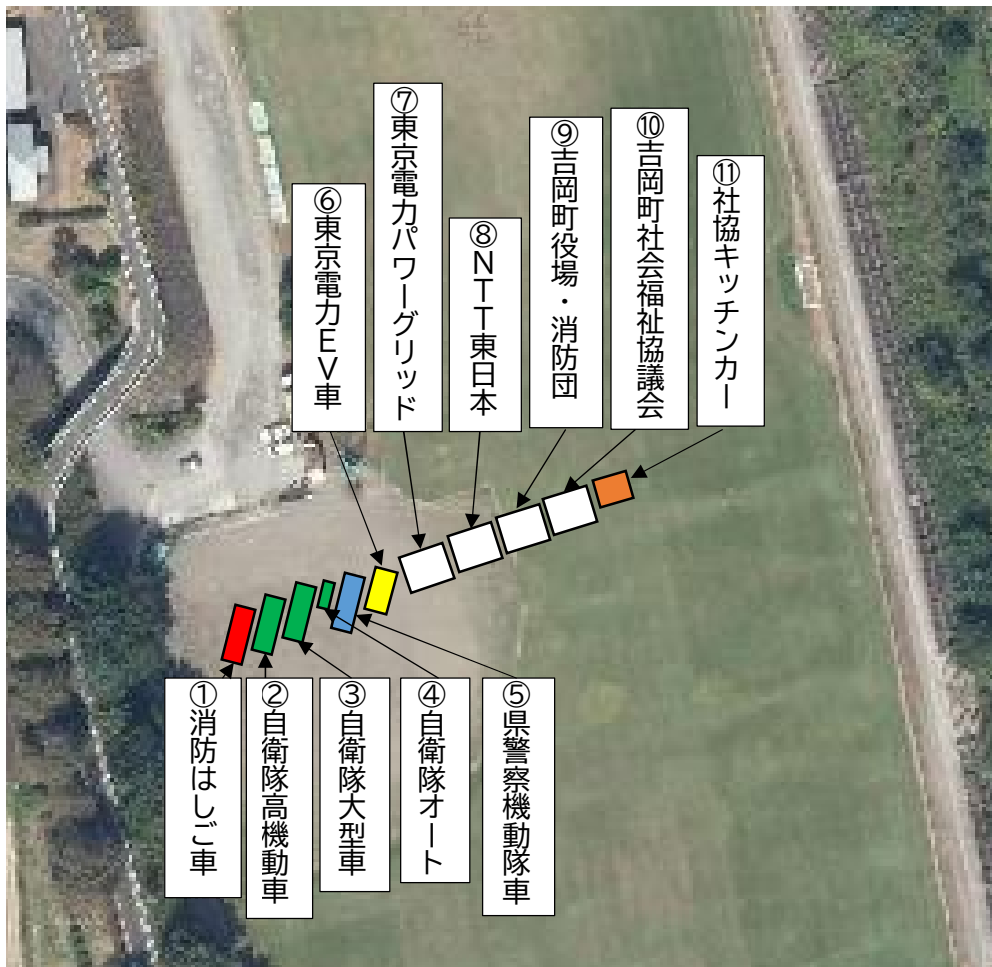 ①消防はしご車
②自衛隊高機動車
③自衛隊大型車
④自衛隊オート
⑤県警察機動隊車
⑥東京電力EV車
⑦東京電力パワーグリッド
⑧NTT東日本
⑨吉岡町役場・消防団
⑩吉岡町社会福祉協議会
⑪社協キッチンカー